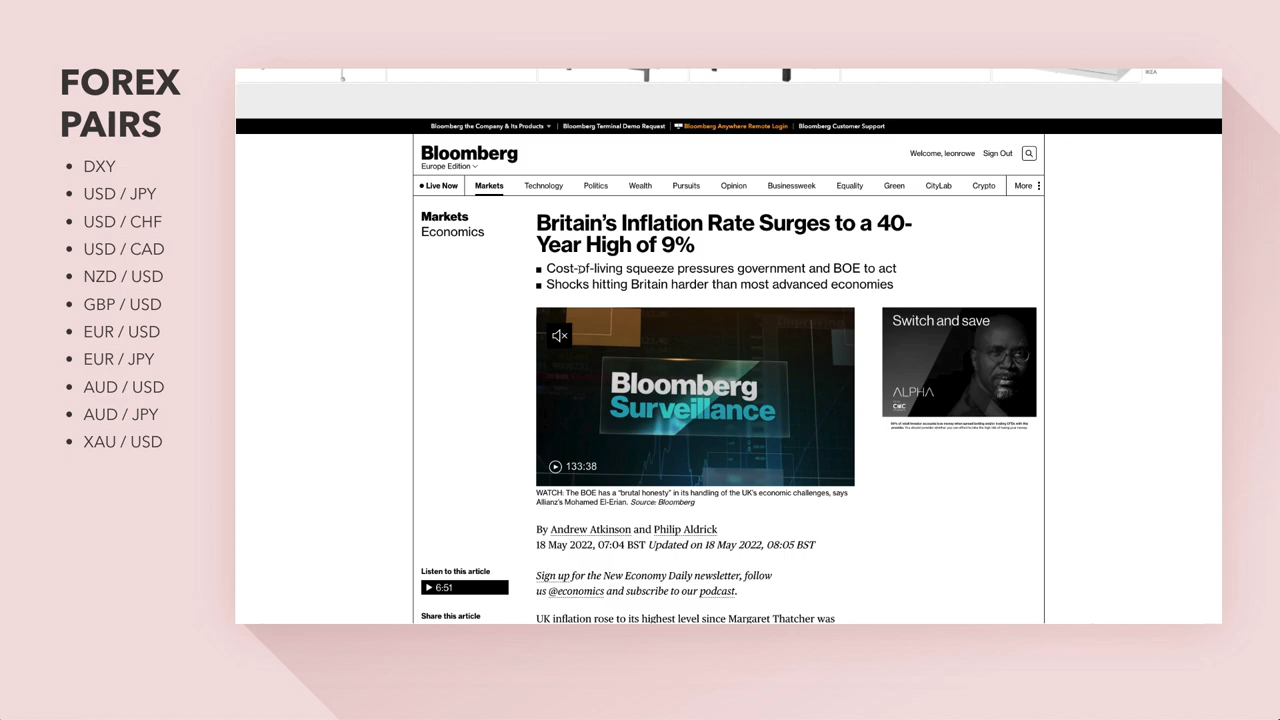 FOREX
PAIRS
• DXY
• USD / JPY
• USD / CHF
• USD / CAD
• NZD / USD
• GBP / USD
• EUR / USD
• EUR / JPY
• AUD / USD
• AUD / JPY
• XAU / USD
IKEA
Bloomberg the Company & Its Products | Bloomberg Terminal Demo Request | Bloomberg Anywhere Remote Login | Bloomberg Customer Support
Bloomberg
Europe Edition
Welcome, leonrowe Sign Out
Live Now Markets Technology Politics Wealth Pursuits Opinion Businessweek Equality Green CityLab Crypto More
Markets
Economics
Britain’s Inflation Rate Surges to a 40-
Year High of 9%
Cost-of-living squeeze pressures government and BOE to act
Shocks hitting Britain harder than most advanced economies
Bloomberg
Surveillance
133:38
Switch and save
ALPHA
CMC
WATCH: The BOE has a “brutal honesty” in its handling of the UK’s economic challenges, says
Allianz’s Mohamed El-Erian. Source: Bloomberg
By Andrew Atkinson and Philip Aldrick
18 May 2022, 07:04 BST Updated on 18 May 2022, 08:05 BST
Listen to this article
6:51
Sign up for the New Economy Daily newsletter, follow
us @economics and subscribe to our podcast.
Share this article
UK inflation rose to its highest level since Margaret Thatcher was